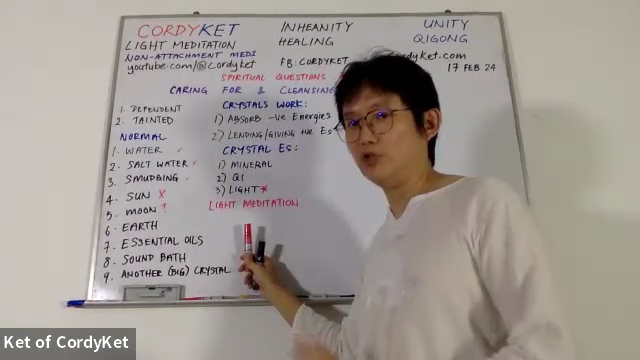 CORDYKET
LIGHT MEDITATION
NON-ATTACHMENT MEDI
youtube.com/@Cordyket
INHEANITY
HEALING
FB: CORDYKET
UNITY
QIGONG
Cordyket.com
17 FEB 24
SPIRITUAL QUESTIONS
CARING FOR & CLEANSING
1. DEPENDENT
2. TAINTED
NORMAL
1. WATER
2. SALT WATER
3. SMUDGING
4. SUN X
5. MOON ?
6. EARTH
7. ESSENTIAL OILS
8. SOUND BATH
9. ANOTHER (BIG) CRYSTAL
CRYSTALS WORK:
1) ABSORB -VE ENERGIES
2) LENDING/GIVING +VE Es
CRYSTAL Es:
1) MINERAL
2) QI
3) LIGHT *
LIGHT MEDITATION
Ket of CordyKet